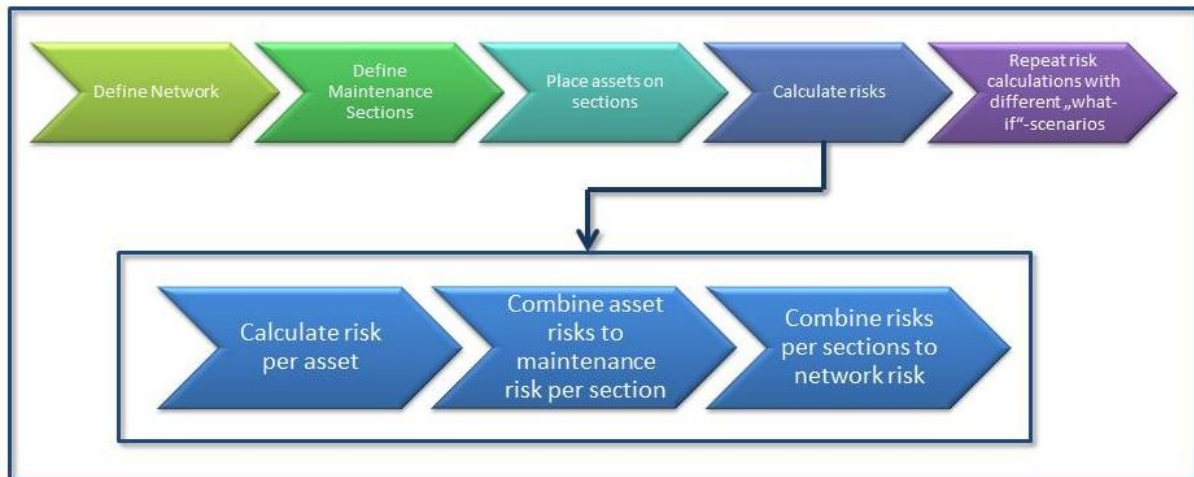 Define Network
Define
Maintenance
Sections
Place assets on
sections
Calculate risks
Repeat risk
calculations with
different „what-
if“-scenarios
Calculate risk
per asset
Combine asset
risks to
maintenance
risk per section
Combine risks
per sections to
network risk